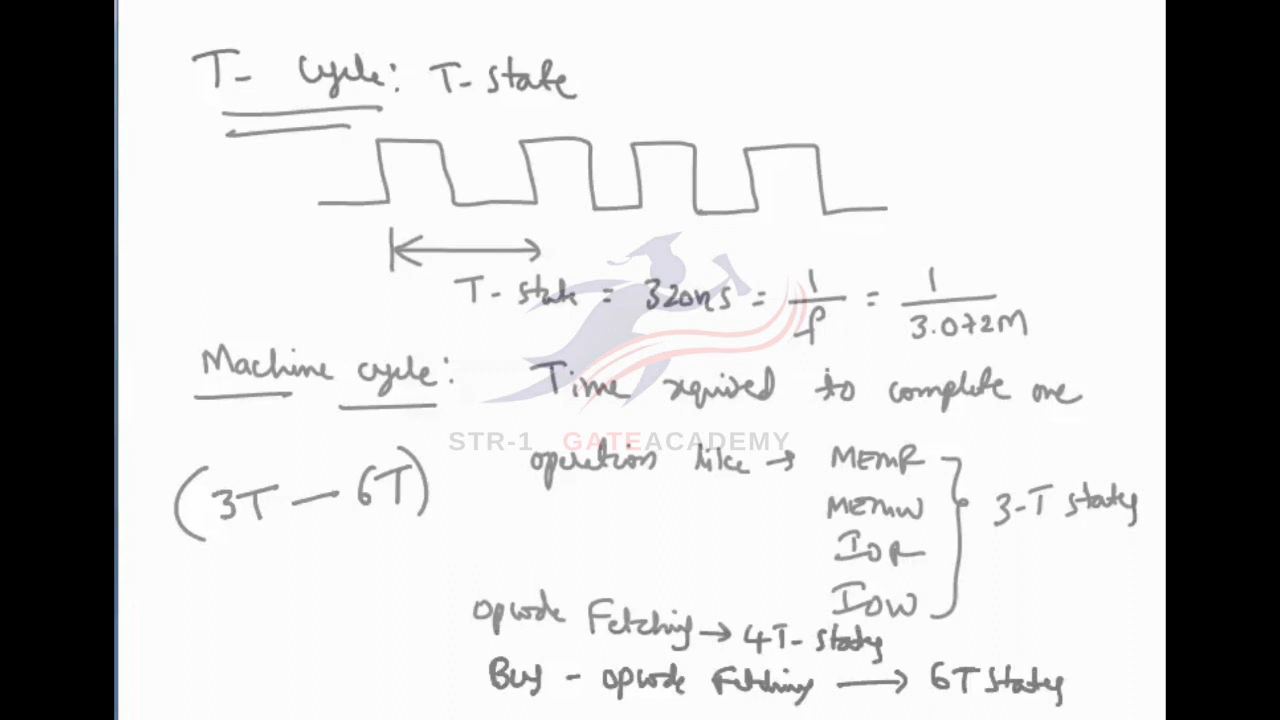 T- cycle: T-state
T-state = 320ns = 1/f = 1/3.072M
Machine cycle: Time required to complete one
STR-1 GATEACADEMY
operation like → MEMR
(3T — 6T)
MEMW
3-T states
IOR
IOW
opcode Fetching → 4T-states
Bus - opcode Fetching → 6T states